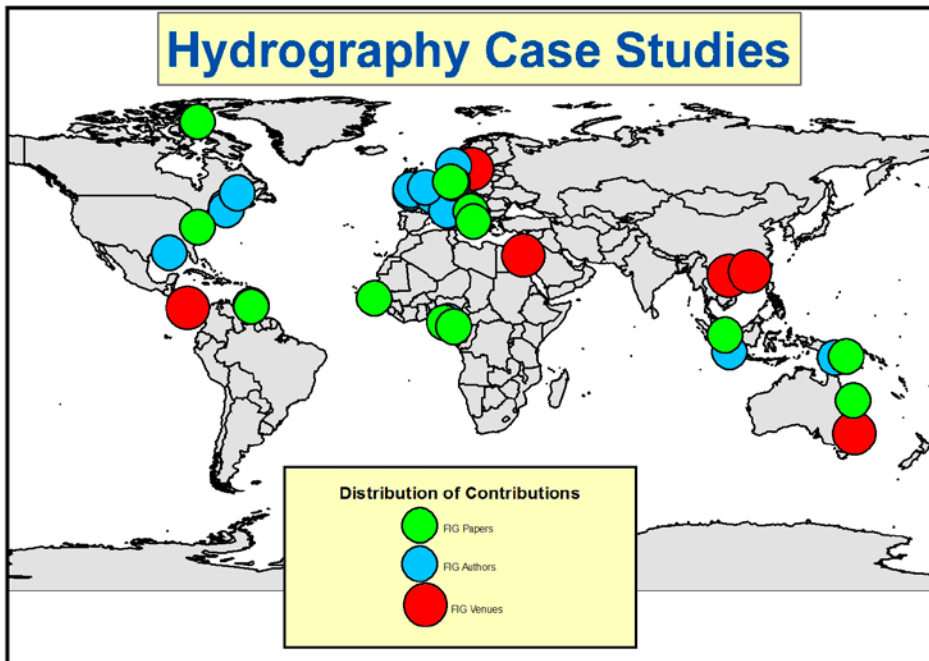 Hydrography Case Studies
Distribution of Contributions
FIG Papers
FIG Authors
FIG Venues